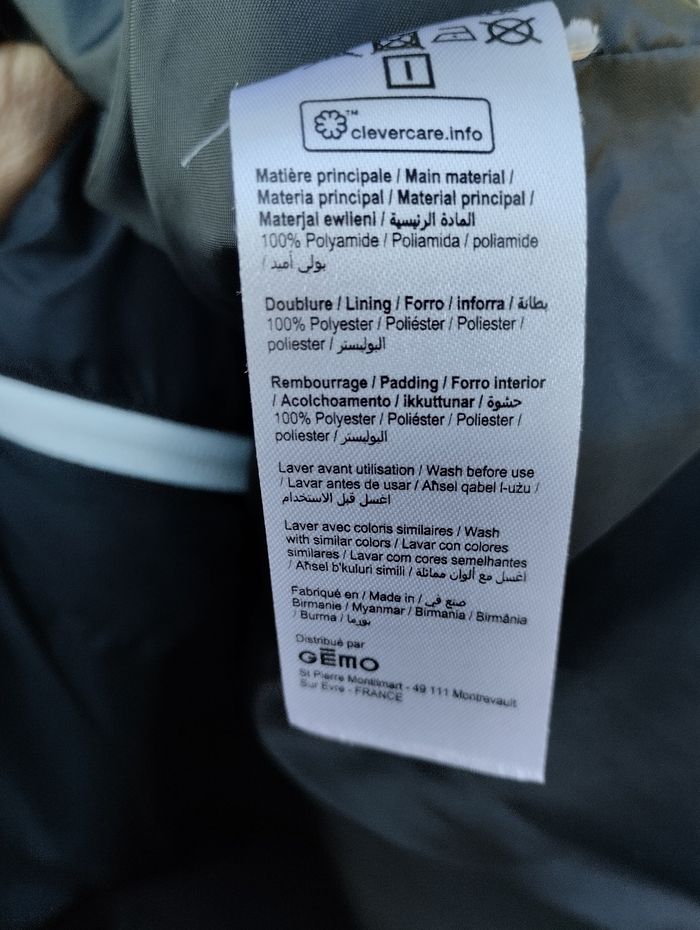 clevercare.info
Matière principale / Main material /
Materia principal / Material principal /
Materjal ewlieni / المادة الرئيسية
100% Polyamide / Poliamida / poliamide
/ بولي أميد
Doublure / Lining / Forro / inforra / بطانة
100% Polyester / Poliéster / Poliester /
poliester / البوليستر
Rembourrage / Padding / Forro interior
/ Acolchoamento / ikkuttunar / حشوة
100% Polyester / Poliéster / Poliester /
poliester / البوليستر
Laver avant utilisation / Wash before use
/ Lavar antes de usar / Aħsel qabel l-użu /
اغسل قبل الاستخدام
Laver avec coloris similaires / Wash
with similar colors / Lavar con colores
similares / Lavar com cores semelhantes
/ Aħsel b'kuluri simili / اغسل مع ألوان مماثلة
Fabriqué en / Made in / صنع في
Birmanie / Myanmar / Birmania / Birmânia
/ Burma / بورما
Distribué par
GĒMO
St Pierre Montlimart - 49 111 Montrevault
Sur Evre - FRANCE